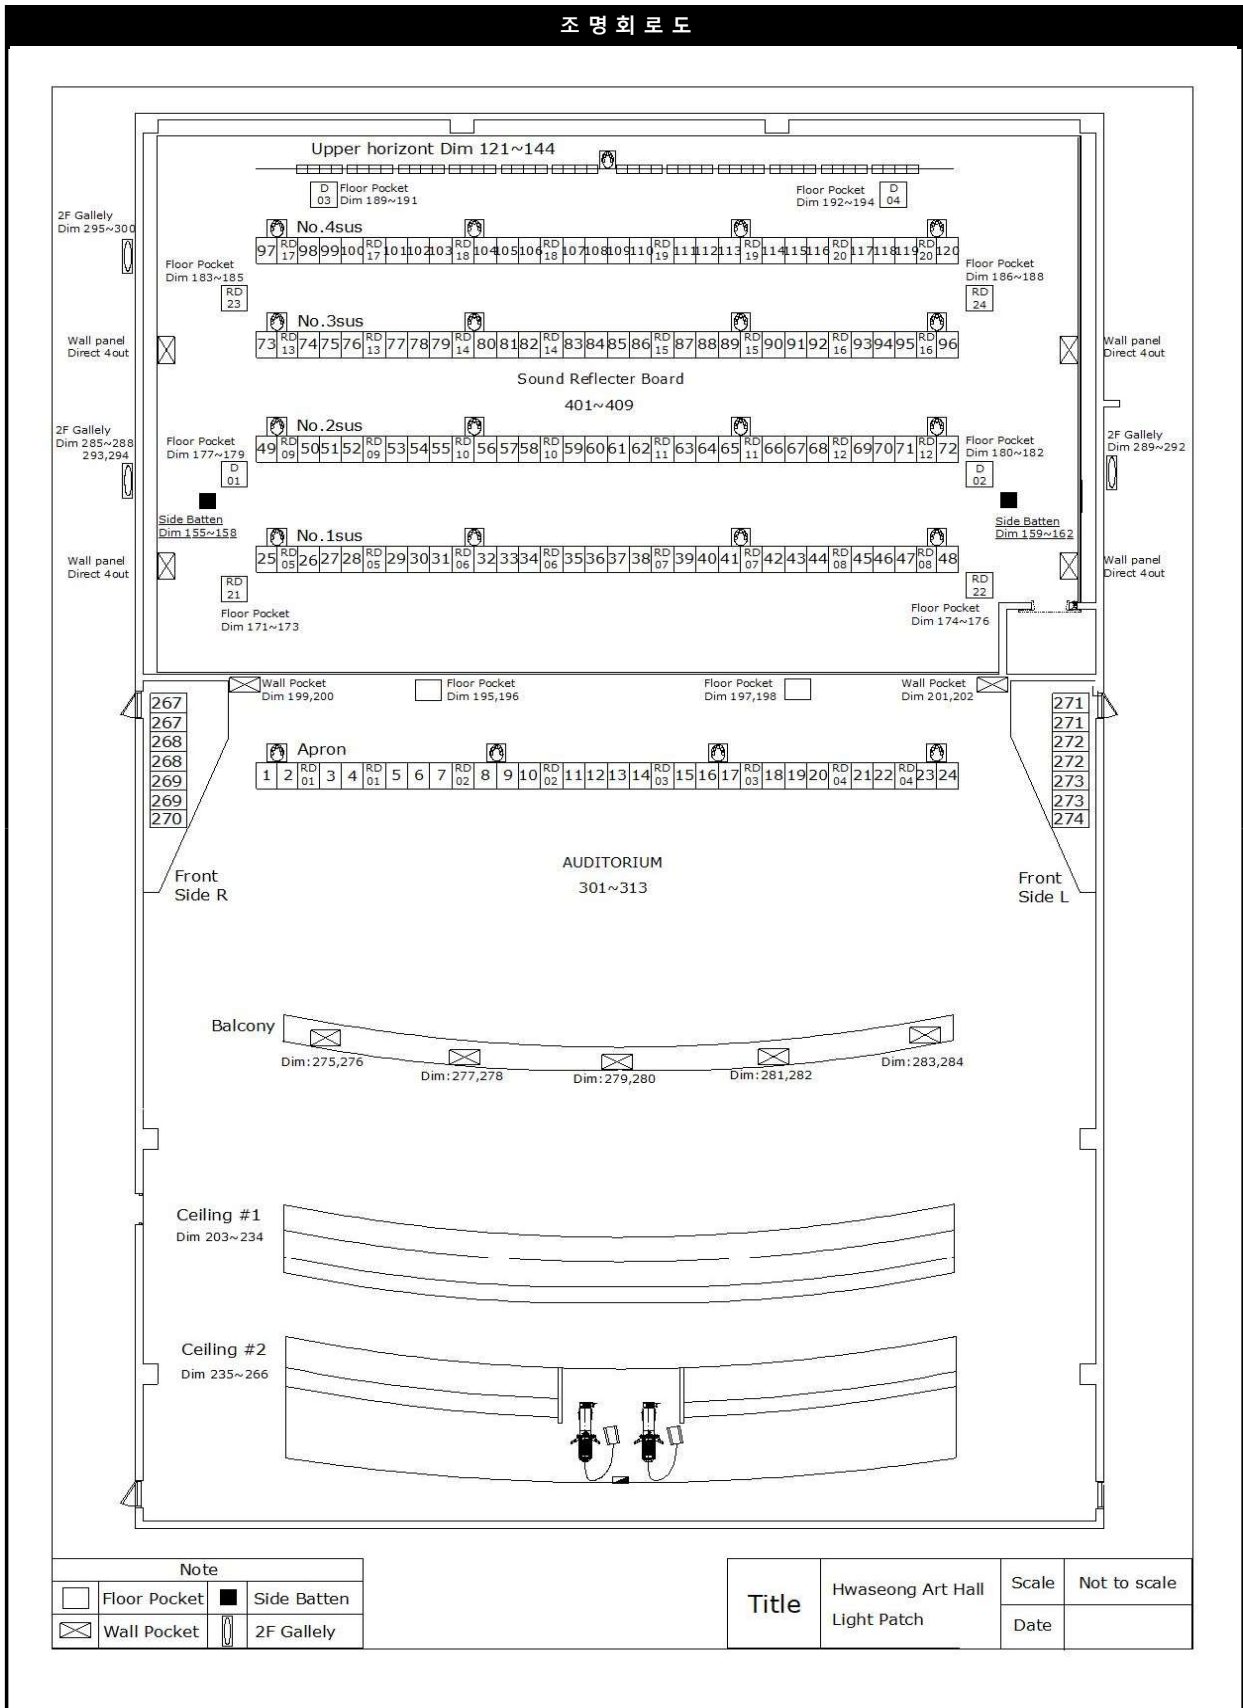 조 명 회 로 도
Upper horizont Dim 121~144
D 03
Floor Pocket
Dim 189~191
Floor Pocket
Dim 192~194
D 04
2F Gallely
Dim 295~300
No.4sus
97 RD 17 98 99 100 RD 17 101 102 103 RD 18 104 105 106 RD 18 107 108 109 110 RD 19 111 112 113 RD 19 114 115 116 RD 20 117 118 119 RD 20 120
Floor Pocket
Dim 183~185
RD 23
Floor Pocket
Dim 186~188
RD 24
No.3sus
73 RD 13 74 75 76 RD 13 77 78 79 RD 14 80 81 82 RD 14 83 84 85 86 RD 15 87 88 89 RD 15 90 91 92 RD 16 93 94 95 RD 16 96
Wall panel
Direct 4out
Wall panel
Direct 4out
Sound Reflecter Board
401~409
2F Gallely
Dim 285~288
293,294
No.2sus
49 RD 09 50 51 52 RD 09 53 54 55 RD 10 56 57 58 RD 10 59 60 61 62 RD 11 63 64 65 RD 11 66 67 68 RD 12 69 70 71 RD 12 72
Floor Pocket
Dim 177~179
D 01
Floor Pocket
Dim 180~182
D 02
2F Gallely
Dim 289~292
Side Batten
Dim 155~158
Side Batten
Dim 159~162
No.1sus
25 RD 05 26 27 28 RD 05 29 30 31 RD 06 32 33 34 RD 06 35 36 37 38 RD 07 39 40 41 RD 07 42 43 44 RD 08 45 46 47 RD 08 48
Wall panel
Direct 4out
Wall panel
Direct 4out
RD 21
Floor Pocket
Dim 171~173
RD 22
Floor Pocket
Dim 174~176
Wall Pocket
Dim 199,200
Floor Pocket
Dim 195,196
Floor Pocket
Dim 197,198
Wall Pocket
Dim 201,202
267
267
268
268
269
269
270
271
271
272
272
273
273
274
Apron
1 2 RD 01 3 4 RD 01 5 6 7 RD 02 8 9 10 RD 02 11 12 13 14 RD 03 15 16 17 RD 03 18 19 20 RD 04 21 22 RD 04 23 24
AUDITORIUM
301~313
Front
Side R
Front
Side L
Balcony
Dim:275,276
Dim:277,278
Dim:279,280
Dim:281,282
Dim:283,284
Ceiling #1
Dim 203~234
Ceiling #2
Dim 235~266
Note
Floor Pocket
Side Batten
Wall Pocket
2F Gallely
Title
Hwaseong Art Hall
Light Patch
Scale
Not to scale
Date